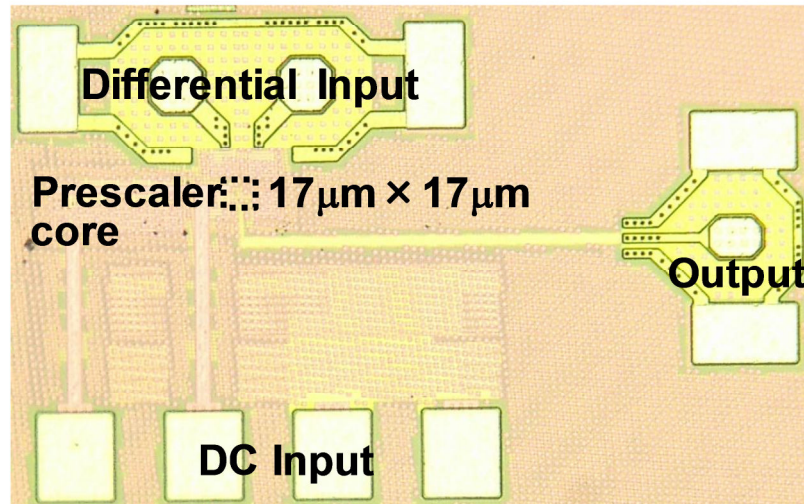 Differential Input
Prescaler 17μm × 17μm
core
Output
DC Input